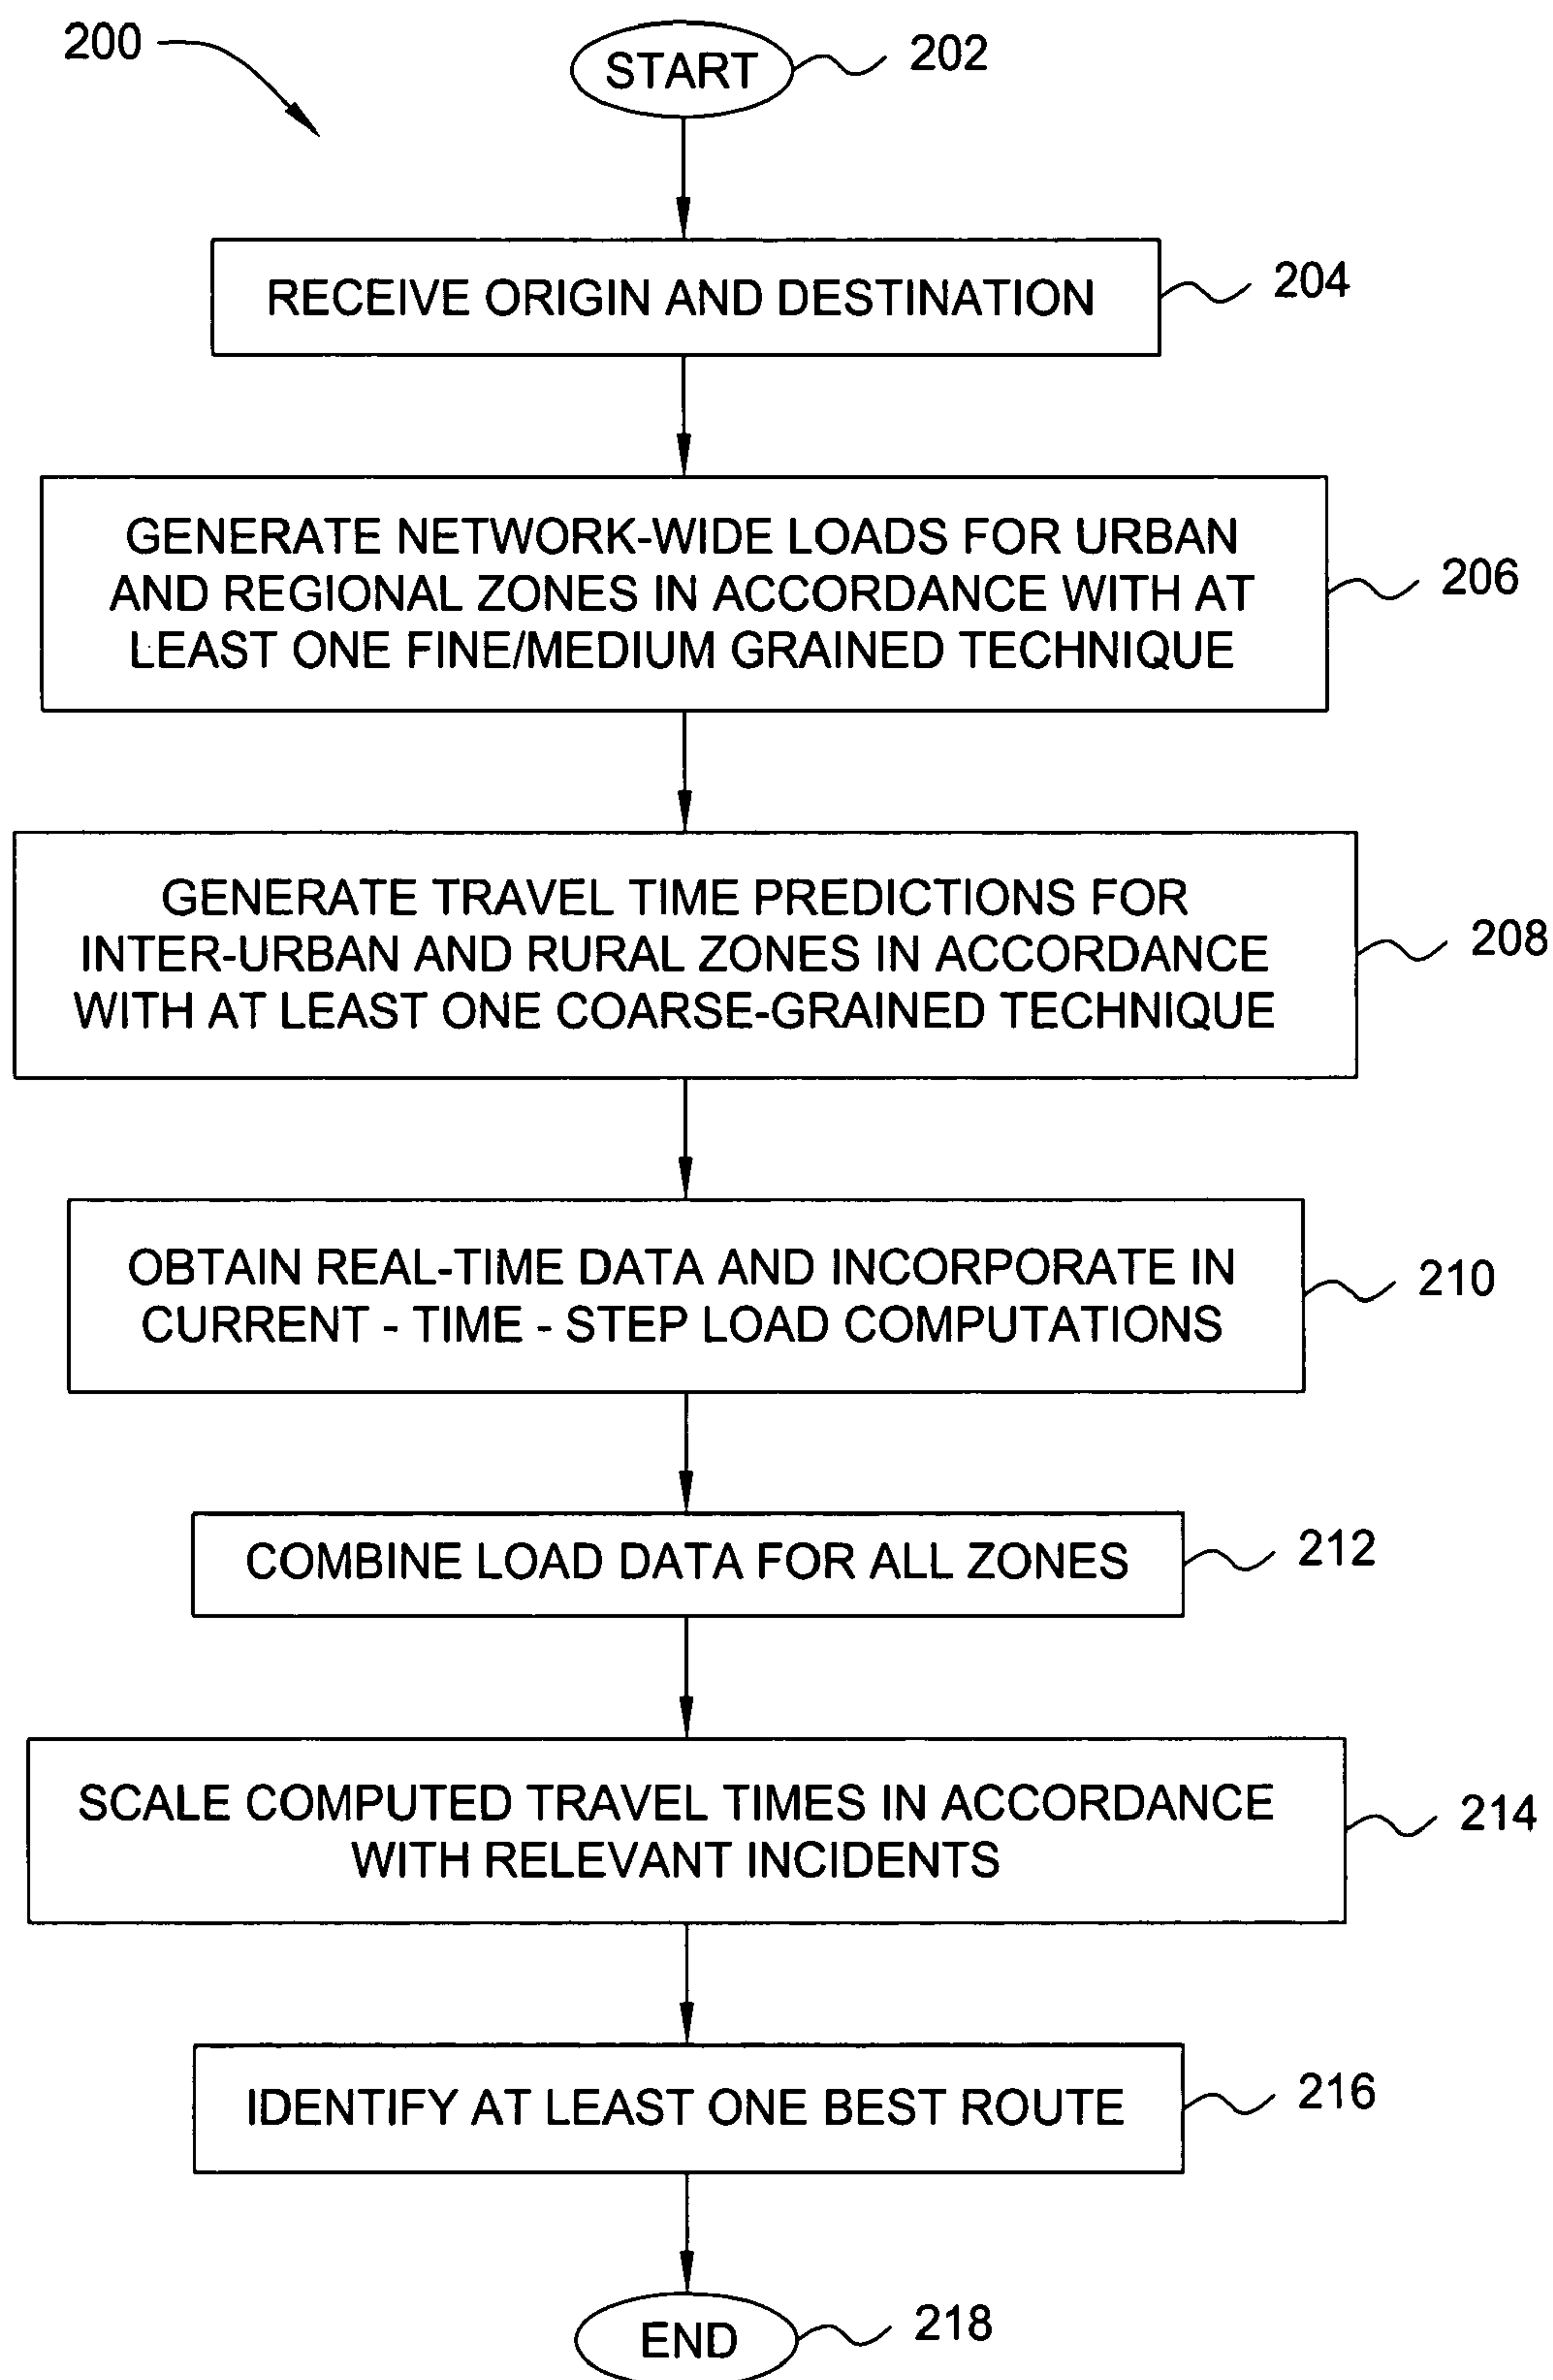 200
START
202
RECEIVE ORIGIN AND DESTINATION
204
GENERATE NETWORK-WIDE LOADS FOR URBAN
AND REGIONAL ZONES IN ACCORDANCE WITH AT
LEAST ONE FINE/MEDIUM GRAINED TECHNIQUE
206
GENERATE TRAVEL TIME PREDICTIONS FOR
INTER-URBAN AND RURAL ZONES IN ACCORDANCE
WITH AT LEAST ONE COARSE-GRAINED TECHNIQUE
208
OBTAIN REAL-TIME DATA AND INCORPORATE IN
CURRENT - TIME - STEP LOAD COMPUTATIONS
210
COMBINE LOAD DATA FOR ALL ZONES
212
SCALE COMPUTED TRAVEL TIMES IN ACCORDANCE
WITH RELEVANT INCIDENTS
214
IDENTIFY AT LEAST ONE BEST ROUTE
216
END
218